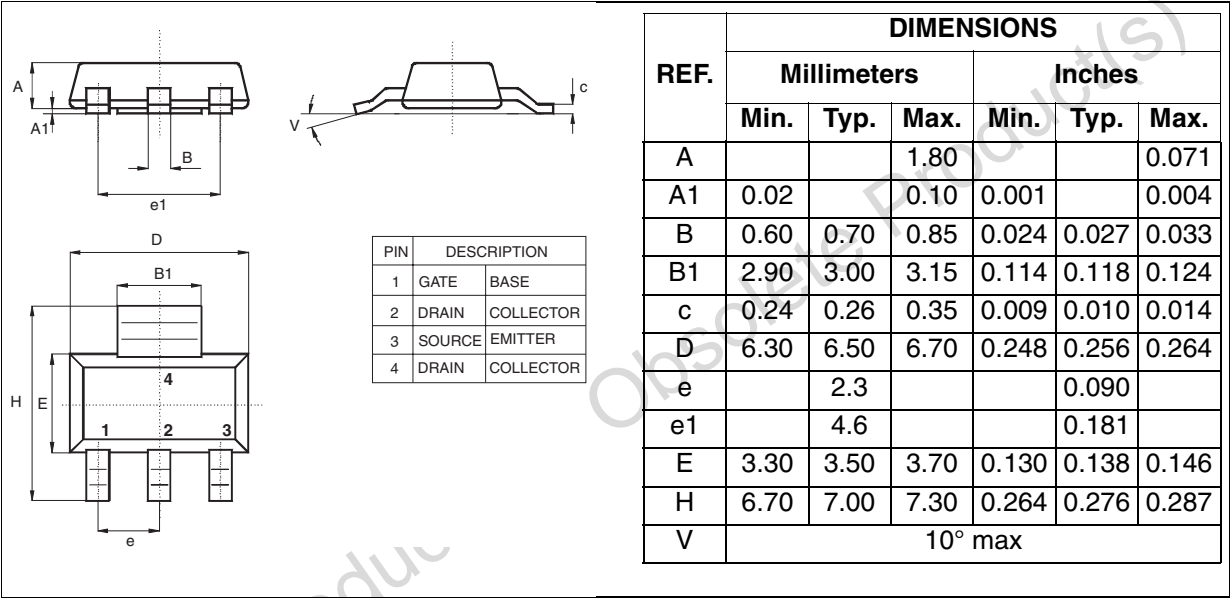 A
A1
B
e1
V
c
D
B1
H
E
4
1 2 3
e
PIN DESCRIPTION
1 GATE BASE
2 DRAIN COLLECTOR
3 SOURCE EMITTER
4 DRAIN COLLECTOR
REF. DIMENSIONS
Millimeters Inches
Min. Typ. Max. Min. Typ. Max.
A 1.80 0.071
A1 0.02 0.10 0.001 0.004
B 0.60 0.70 0.85 0.024 0.027 0.033
B1 2.90 3.00 3.15 0.114 0.118 0.124
c 0.24 0.26 0.35 0.009 0.010 0.014
D 6.30 6.50 6.70 0.248 0.256 0.264
e 2.3 0.090
e1 4.6 0.181
E 3.30 3.50 3.70 0.130 0.138 0.146
H 6.70 7.00 7.30 0.264 0.276 0.287
V 10° max
Obsolete Product(s)